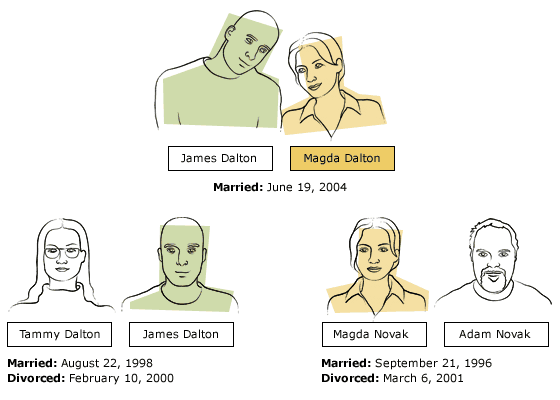 James Dalton
Magda Dalton
Married: June 19, 2004
Tammy Dalton
James Dalton
Magda Novak
Adam Novak
Married: August 22, 1998
Divorced: February 10, 2000
Married: September 21, 1996
Divorced: March 6, 2001